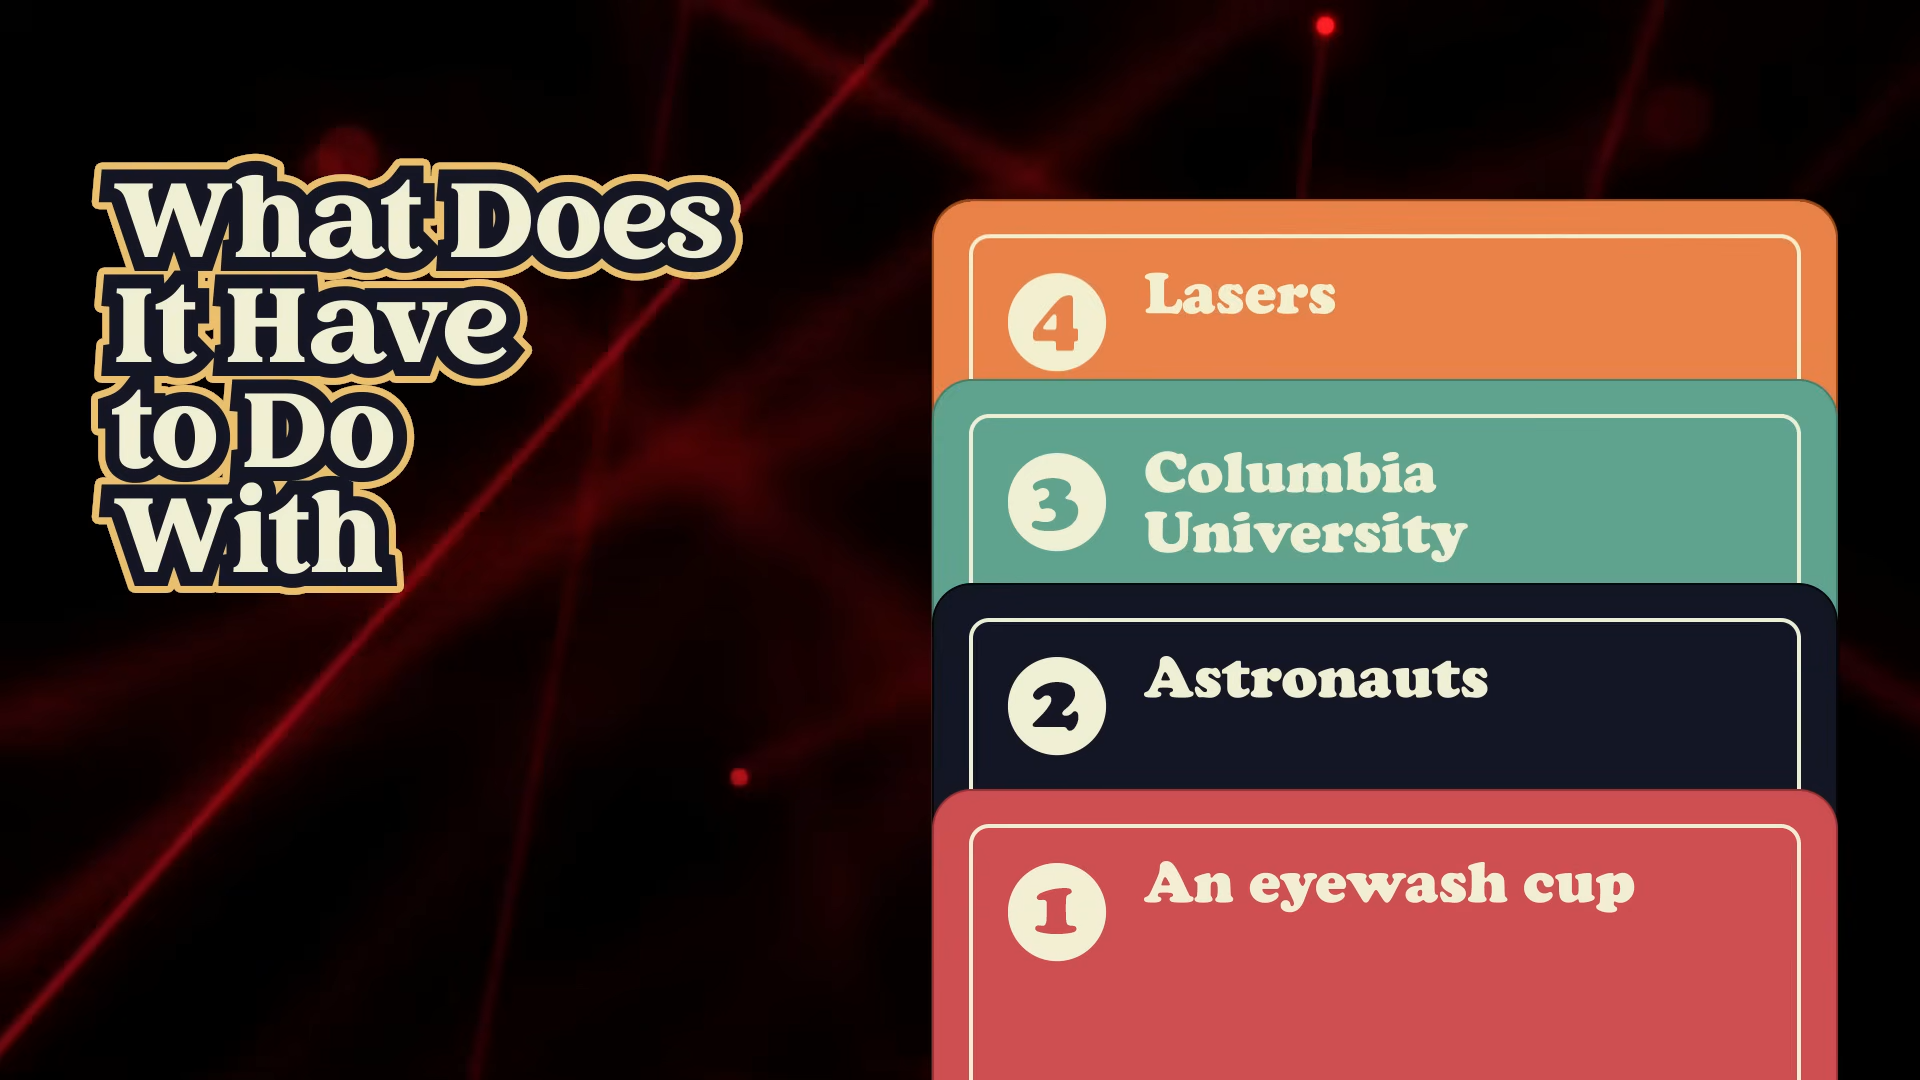 What Does
It Have
to Do
With
4
Lasers
3
Columbia
University
2
Astronauts
1
An eyewash cup